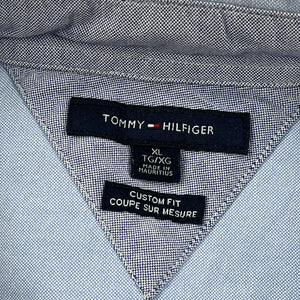 TOMMY HILFIGER
XL
TG/XG
MADE IN
MAURITIUS
CUSTOM FIT
COUPE SUR MESURE